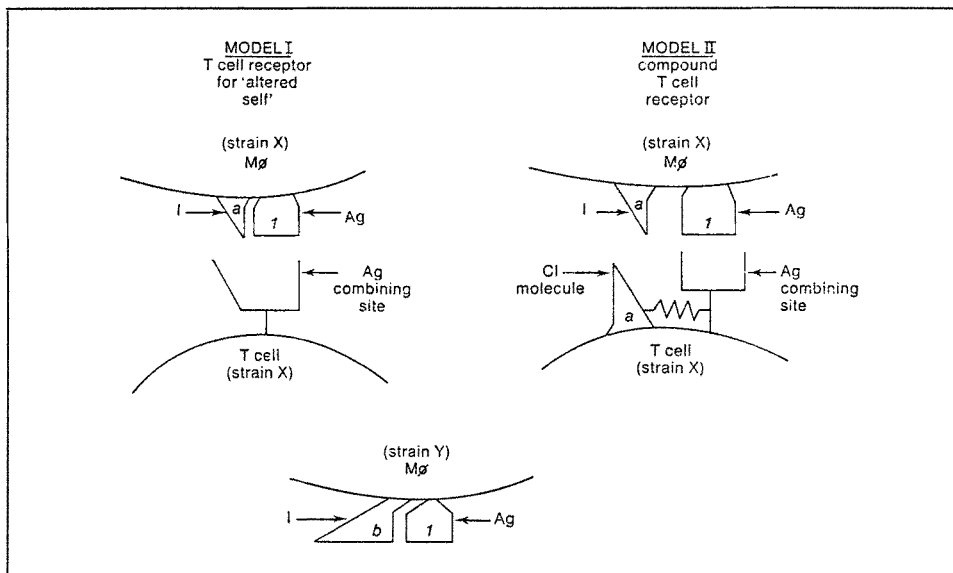 MODEL I
T cell receptor
for 'altered
self'
(strain X)
Mø
I
a
1
Ag
Ag
combining
site
T cell
(strain X)
MODEL II
compound
T cell
receptor
(strain X)
Mø
I
a
1
Ag
CI
molecule
a
Ag
combining
site
T cell
(strain X)
(strain Y)
Mø
I
b
1
Ag